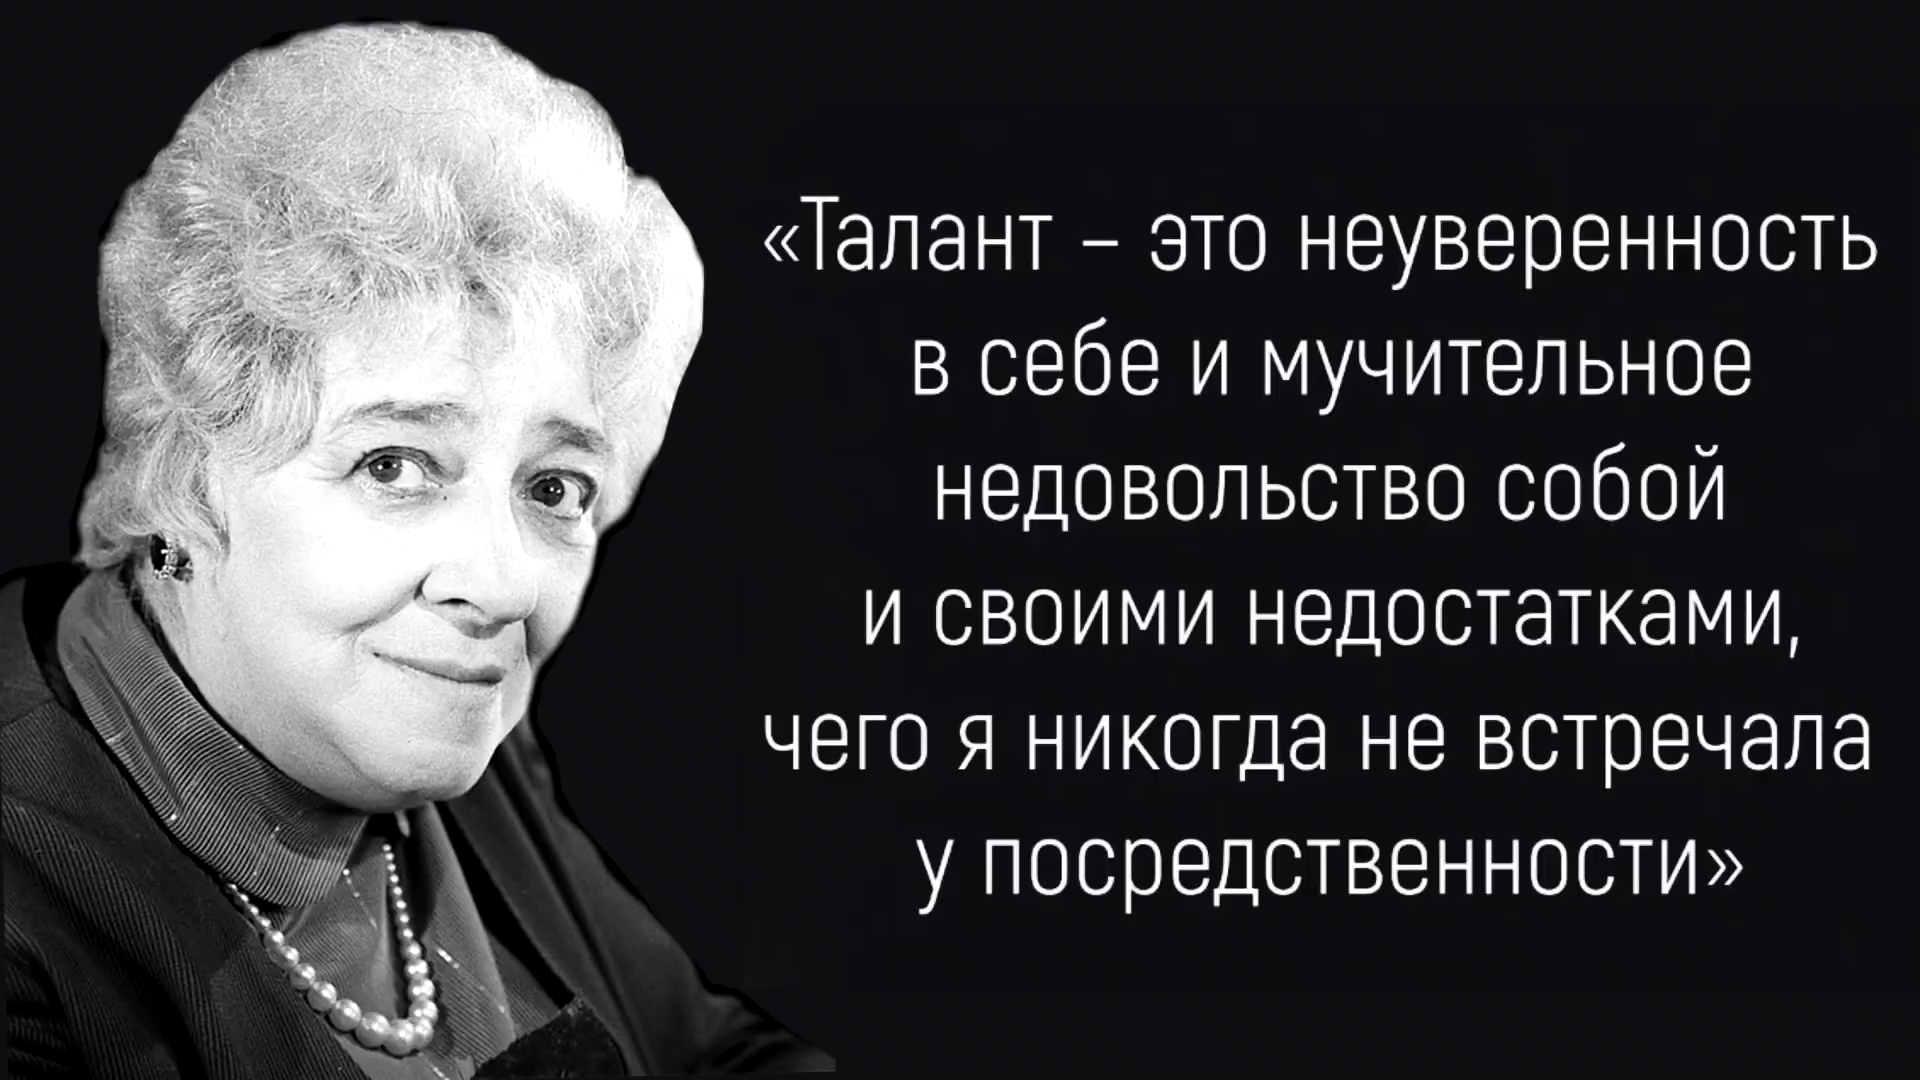 «Талант – это неуверенность
в себе и мучительное
недовольство собой
и своими недостатками,
чего я никогда не встречала
у посредственности»